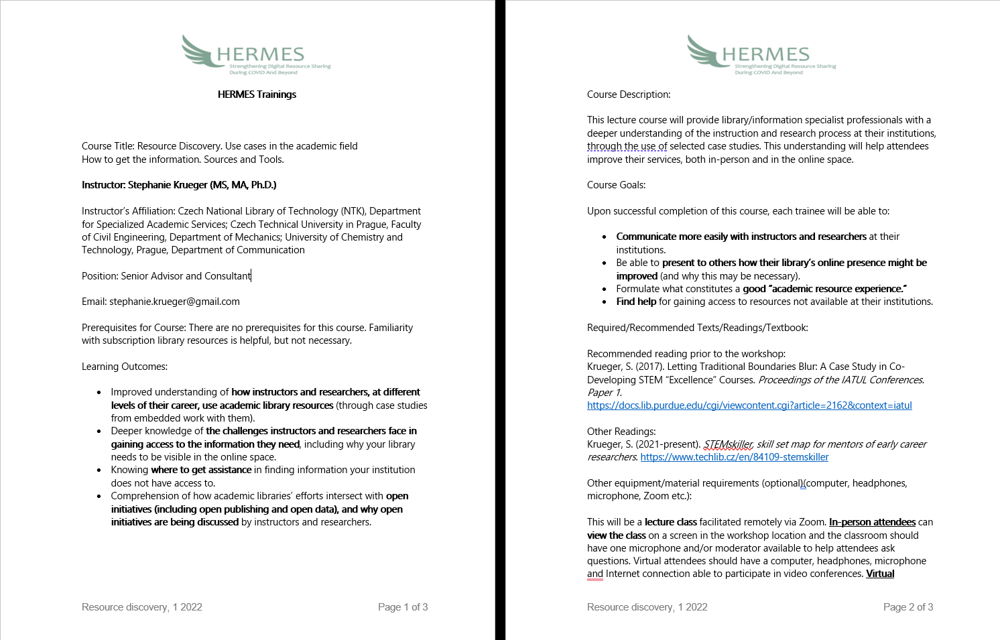 HERMES
Strengthening Digital Resource Sharing
During COVID And Beyond
HERMES Trainings
Course Title: Resource Discovery. Use cases in the academic field
How to get the information. Sources and Tools.
Instructor: Stephanie Krueger (MS, MA, Ph.D.)
Instructor’s Affiliation: Czech National Library of Technology (NTK), Department
for Specialized Academic Services; Czech Technical University in Prague, Faculty
of Civil Engineering, Department of Mechanics; University of Chemistry and
Technology, Prague, Department of Communication
Position: Senior Advisor and Consultant
Email: stephanie.krueger@gmail.com
Prerequisites for Course: There are no prerequisites for this course. Familiarity
with subscription library resources is helpful, but not necessary.
Learning Outcomes:
• Improved understanding of how instructors and researchers, at different
levels of their career, use academic library resources (through case studies
from embedded work with them).
• Deeper knowledge of the challenges instructors and researchers face in
gaining access to the information they need, including why your library
needs to be visible in the online space.
• Knowing where to get assistance in finding information your institution
does not have access to.
• Comprehension of how academic libraries’ efforts intersect with open
initiatives (including open publishing and open data), and why open
initiatives are being discussed by instructors and researchers.
Resource discovery, 1 2022
Page 1 of 3
HERMES
Strengthening Digital Resource Sharing
During COVID And Beyond
Course Description:
This lecture course will provide library/information specialist professionals with a
deeper understanding of the instruction and research process at their institutions,
through the use of selected case studies. This understanding will help attendees
improve their services, both in-person and in the online space.
Course Goals:
Upon successful completion of this course, each trainee will be able to:
• Communicate more easily with instructors and researchers at their
institutions.
• Be able to present to others how their library’s online presence might be
improved (and why this may be necessary).
• Formulate what constitutes a good “academic resource experience.”
• Find help for gaining access to resources not available at their institutions.
Required/Recommended Texts/Readings/Textbook:
Recommended reading prior to the workshop:
Krueger, S. (2017). Letting Traditional Boundaries Blur: A Case Study in Co-
Developing STEM “Excellence” Courses. Proceedings of the IATUL Conferences.
Paper 1.
https://docs.lib.purdue.edu/cgi/viewcontent.cgi?article=2162&context=iatul
Other Readings:
Krueger, S. (2021-present). STEMskiller, skill set map for mentors of early career
researchers. https://www.techlib.cz/en/84109-stemskiller
Other equipment/material requirements (optional)(computer, headphones,
microphone, Zoom etc.):
This will be a lecture class facilitated remotely via Zoom. In-person attendees can
view the class on a screen in the workshop location and the classroom should
have one microphone and/or moderator available to help attendees ask
questions. Virtual attendees should have a computer, headphones, microphone
and Internet connection able to participate in video conferences. Virtual
Resource discovery, 1 2022
Page 2 of 3